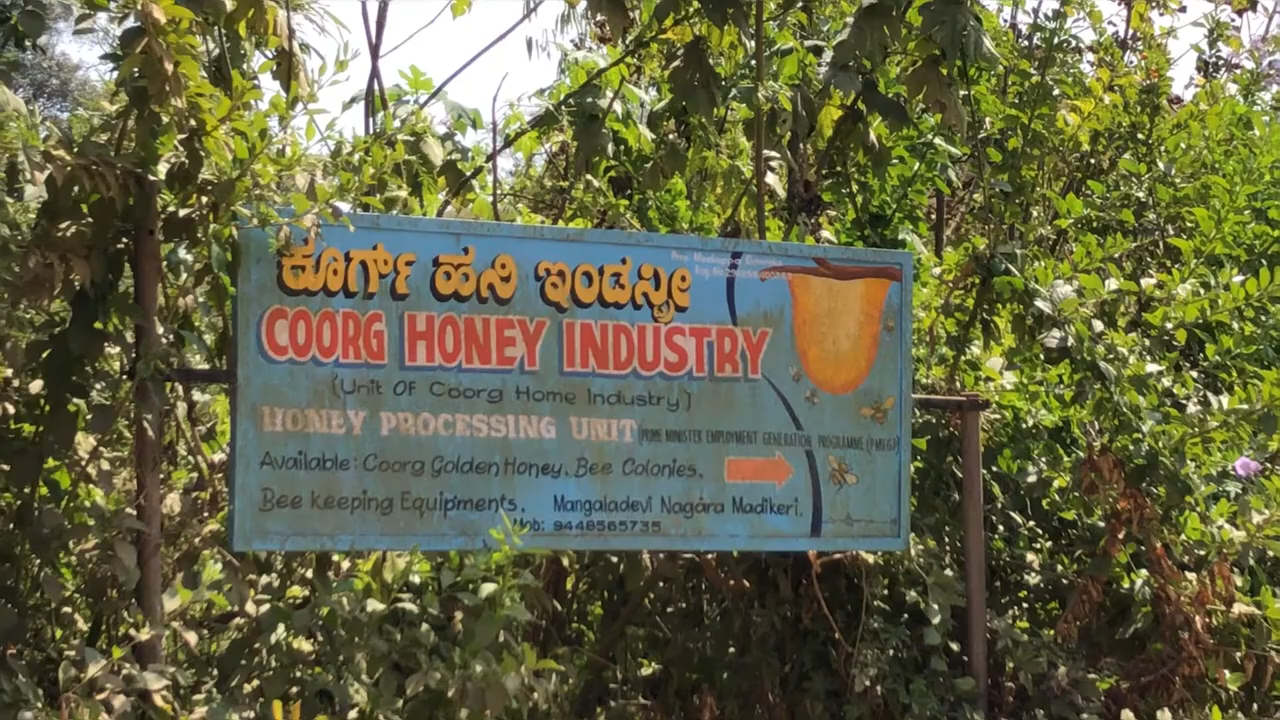 ಕೂರ್ಗ್ ಹನಿ ಇಂಡಸ್ಟ್ರೀ
COORG HONEY INDUSTRY
(Unit OF Coorg Home Industry)
HONEY PROCESSING UNIT (PRIME MINISTER EMPLOYMENT GENERATION PROGRAMME (PMEGP)
Available: Coorg Golden Honey, Bee Colonies,
Bee keeping Equipments, Mangaladevi Nagara Madikeri.
Mob: 9448565735